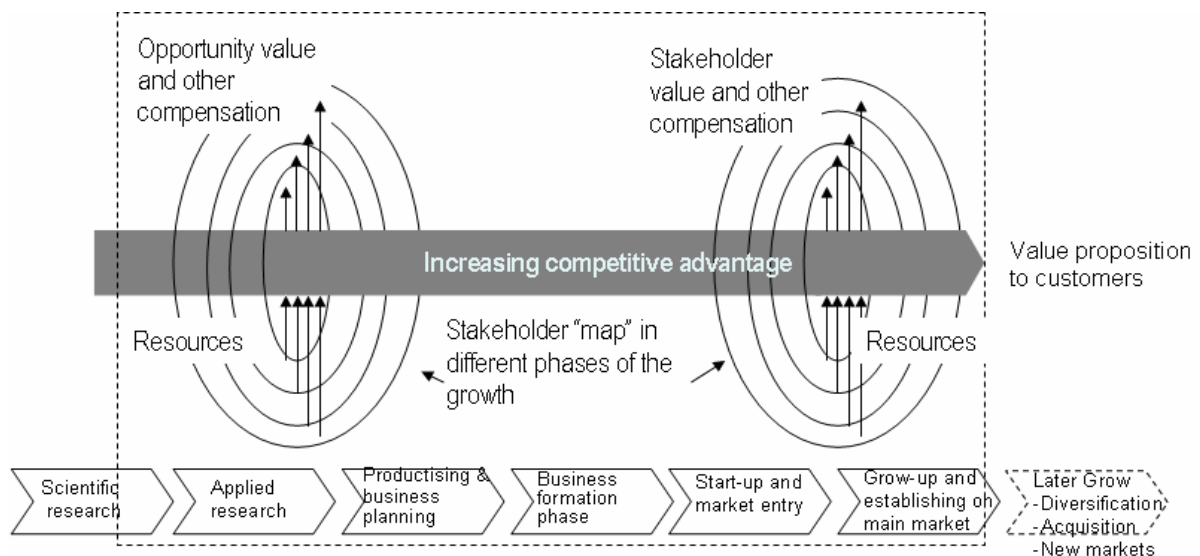 Opportunity value
and other
compensation
Stakeholder
value and other
compensation
Increasing competitive advantage
Value proposition
to customers
Resources
Stakeholder “map” in
different phases of the
growth
Resources
Scientific
research
Applied
research
Productising &
business
planning
Business
formation
phase
Start-up and
market entry
Grow-up and
establishing on
main market
Later Grow
-Diversification
-Acquisition
-New markets